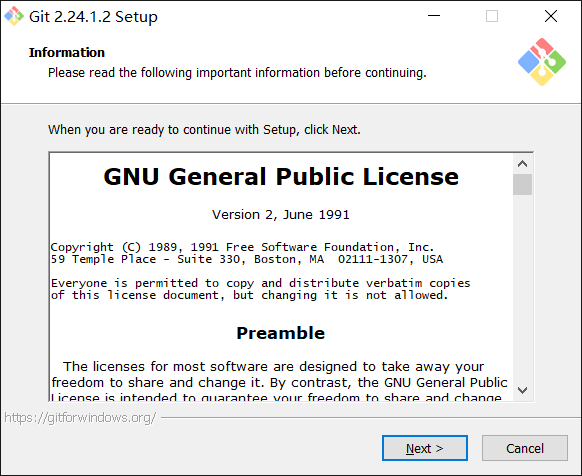 Git 2.24.1.2 Setup
Information
Please read the following important information before continuing.
When you are ready to continue with Setup, click Next.
GNU General Public License
Version 2, June 1991
Copyright (C) 1989, 1991 Free Software Foundation, Inc.
59 Temple Place - Suite 330, Boston, MA  02111-1307, USA
Everyone is permitted to copy and distribute verbatim copies
of this license document, but changing it is not allowed.
Preamble
The licenses for most software are designed to take away your
freedom to share and change it. By contrast, the GNU General Public
License is intended to guarantee your freedom to share and change
https://gitforwindows.org/
Next >
Cancel